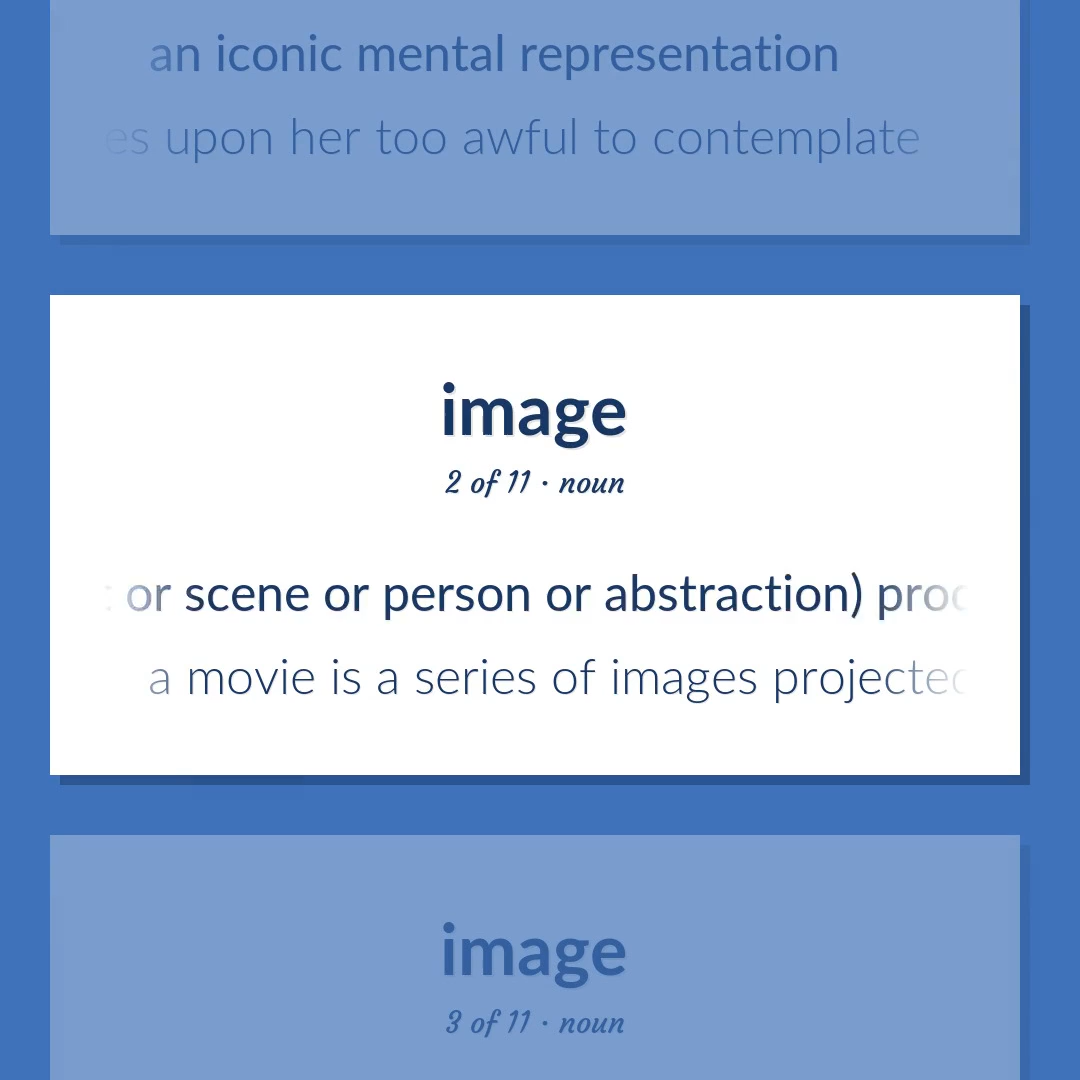 an iconic mental representation
upon her too awful to contemplate
image
2 of 11 · noun
or scene or person or abstraction)
a movie is a series of images projected
image
3 of 11 · noun